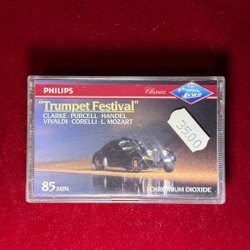 PHILIPS
Classics
3500
"Trumpet Festival"
CLARKE · PURCELL · HANDEL
VIVALDI · CORELLI · L. MOZART
85 MIN.
CHROMIUM DIOXIDE